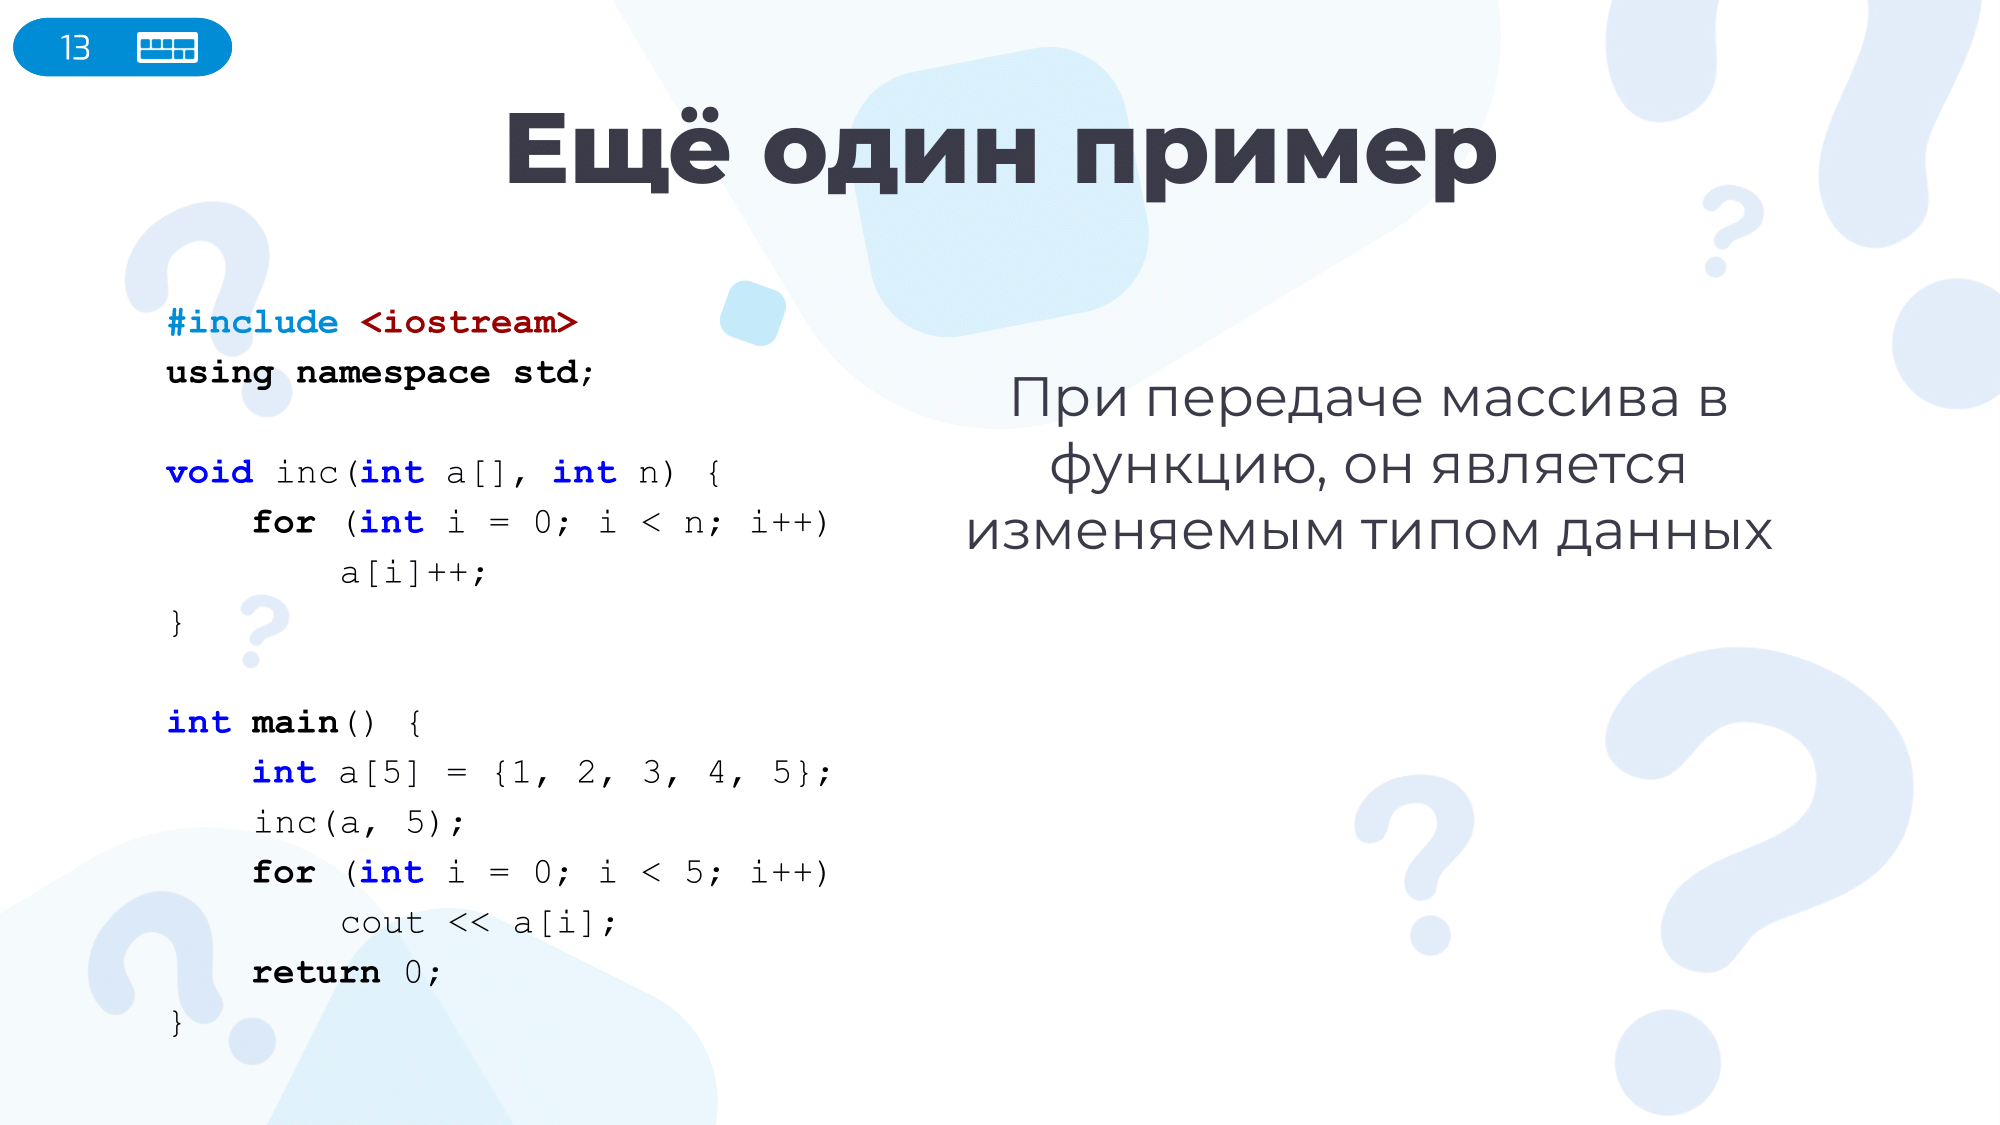 13
Ещё один пример
#include <iostream>
using namespace std;
void inc(int a[], int n) {
    for (int i = 0; i < n; i++)
        a[i]++;
}
int main() {
    int a[5] = {1, 2, 3, 4, 5};
    inc(a, 5);
    for (int i = 0; i < 5; i++)
        cout << a[i];
    return 0;
}
При передаче массива в
функцию, он является
изменяемым типом данных